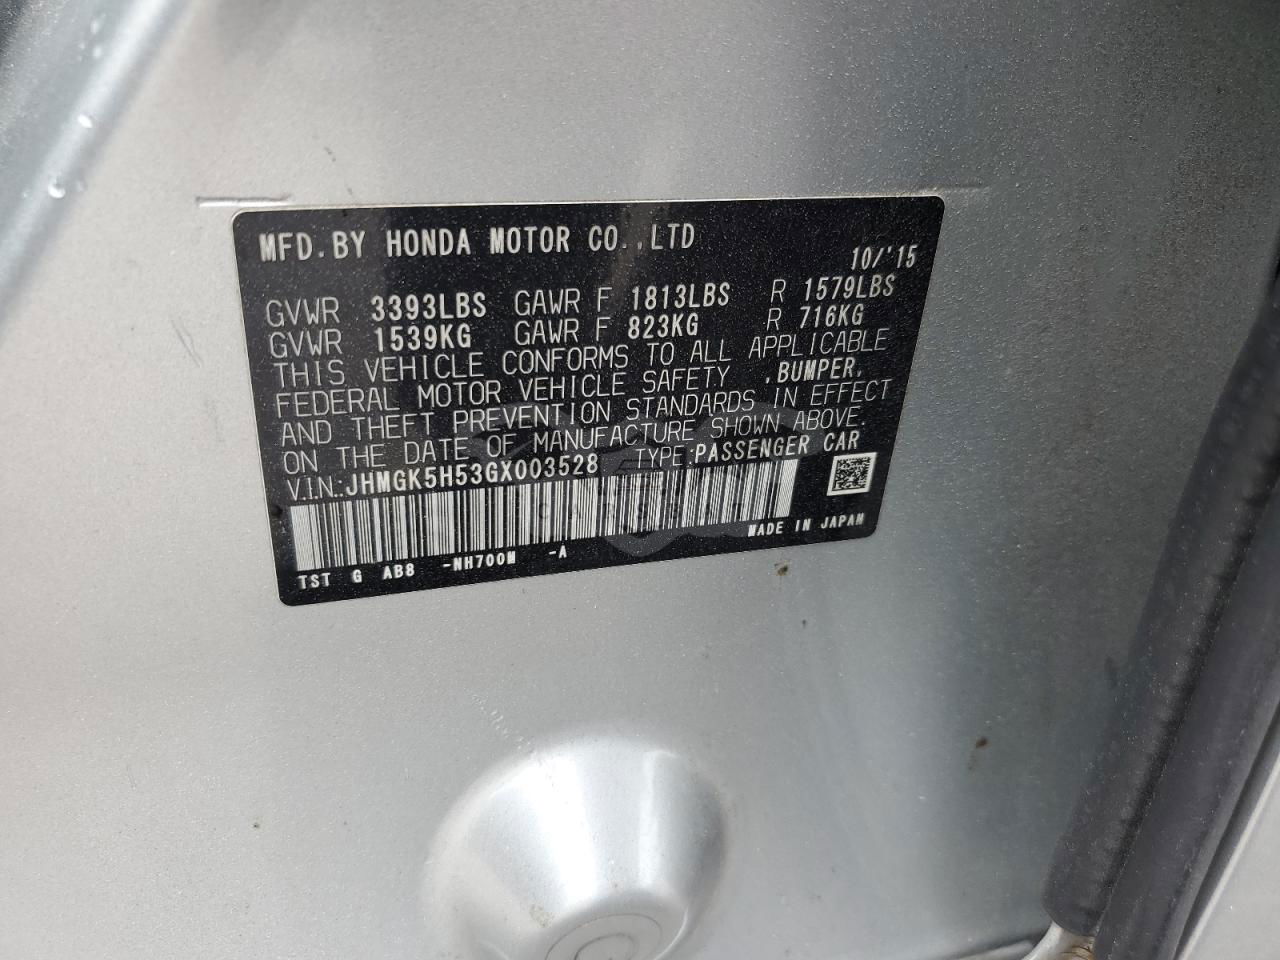 MFD. BY HONDA MOTOR CO.,LTD 10/'15
GVWR 3393LBS GAWR F 1813LBS R 1579LBS
GVWR 1539KG GAWR F 823KG R 716KG
THIS VEHICLE CONFORMS TO ALL APPLICABLE
FEDERAL MOTOR VEHICLE SAFETY ,BUMPER,
AND THEFT PREVENTION STANDARDS IN EFFECT
ON THE DATE OF MANUFACTURE SHOWN ABOVE.
V.I.N.:JHMGK5H53GX003528 TYPE:PASSENGER CAR
MADE IN JAPAN
TST G AB8 -NH700M -A